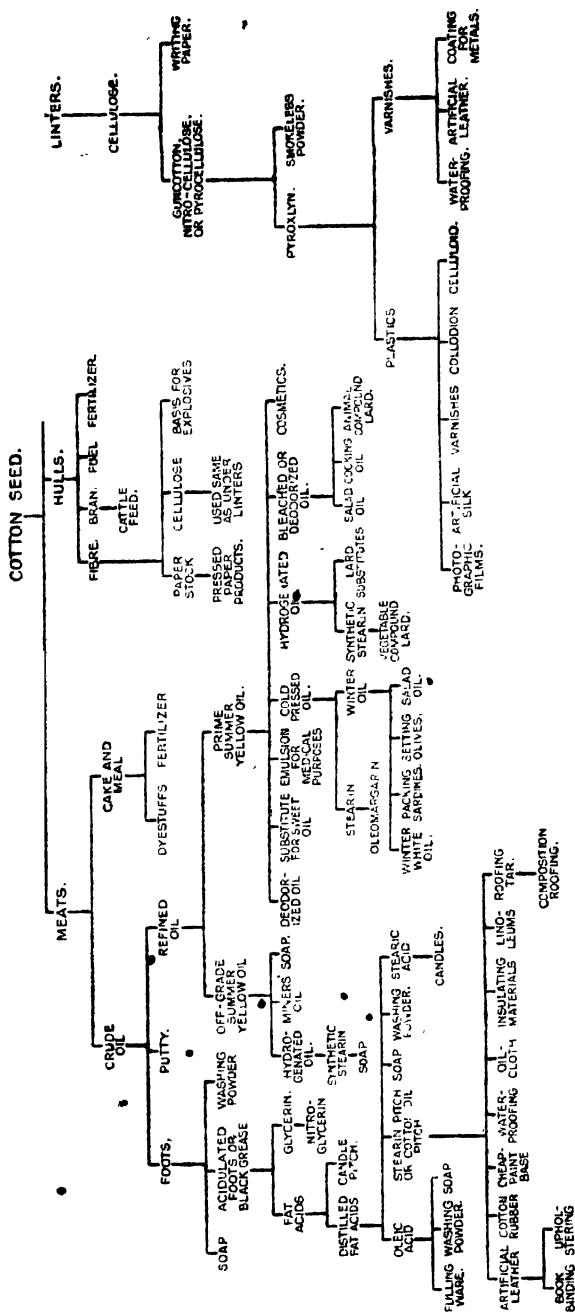 COTTON SEED.
LINTERS.
CELLULOSE.
GUNCOTTON,
NITRO-CELLULOSE.
OR PYROCELLULOSE.
WRITING
PAPER.
PYROXLYN.
SMOKELESS
POWDER.
PLASTICS
VARNISHES.
PHOTO-
GRAPHIC
FILMS.
ARTIFICIAL
SILK
VARNISHES
COLLODION
CELLULOID.
WATER-
PROOFING.
ARTIFICIAL
LEATHER.
COATING
FOR
METALS.
HULLS.
FIBRE.
BRAN.
FUEL
FERTILIZER.
CATTLE
FEED.
PAPER
STOCK
CELLULOSE
BASIS FOR
EXPLOCIVES
PRESSED
PAPER
PRODUCTS.
USED SAME
AS UNDER
LINTERS
MEATS.
CRUDE
OIL
CAKE AND
MEAL
DYESTUFFS
FERTILIZER
FOOTS,
PUTTY.
REFINED
OIL
OFF-GRADE
SUMMER
YELLOW OIL
PRIME
SUMMER
YELLOW OIL.
SOAP
ACIDULATED
FOOTS OR
BLACK GREASE
WASHING
POWDER
FAT
ACIDS
GLYCERIN.
NITRO-
GLYCERIN
DISTILLED
FAT ACIDS
CANDLE
PITCH.
HYDRO-
GENATED
OIL.
MINERS'
OIL
SOAP.
SYNTHETIC
STEARIN
SOAP
DEODOR-
IZED OIL
SUBSTITUTE
FOR SWEET
OIL
EMULSION
FOR
MEDICAL
PURPOSES
COLD
PRESSED
OIL.
HYDROGENATED
OIL
BLEACHED OR
DEODORIZED
OIL.
COSMETICS.
STEARIN
WINTER
OIL
OLEOMARGARIN
SYNTHETIC
STEARIN
LARD
SUBSTITUTES
VEGETABLE
COMPOUND
LARD.
SALAD
OIL
COOKING
OIL
ANIMAL
COMPOUND
LARD.
WINTER
WHITE
OIL.
PACKING
SARDINES
SETTING
OLIVES.
SALAD
OIL.
OLEIC
ACID
STEARIN PITCH
OR COTTON OIL
PITCH
SOAP
WASHING
POWDER.
STEARIC
ACID
CANDLES.
FULLING
WARE.
WASHING
POWDER.
SOAP
ARTIFICIAL
LEATHER
COTTON
RUBBER
CHEAP
PAINT
BASE
WATER-
PROOFING
OIL-
CLOTH
INSULATING
MATERIALS
LINO-
LEUMS
ROOFING
TAR.
BOOK
BINDING
UPHOL-
STERING
COMPOSITION
ROOFING.